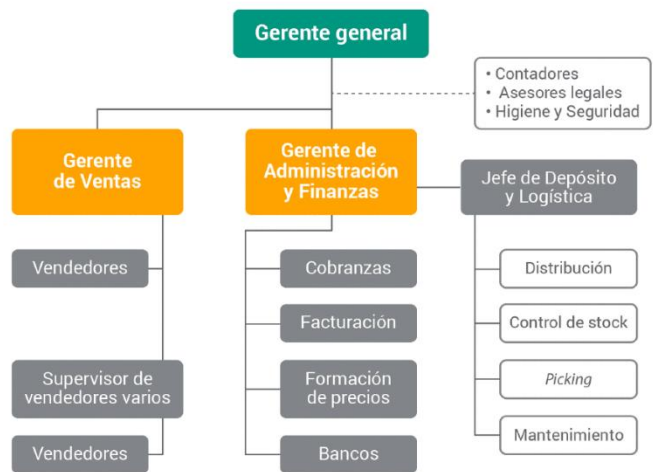 Gerente general
• Contadores
• Asesores legales
• Higiene y Seguridad
Gerente
de Ventas
Gerente de
Administración
y Finanzas
Jefe de Depósito
y Logística
Vendedores
Supervisor de
vendedores varios
Vendedores
Cobranzas
Facturación
Formación
de precios
Bancos
Distribución
Control de stock
Picking
Mantenimiento